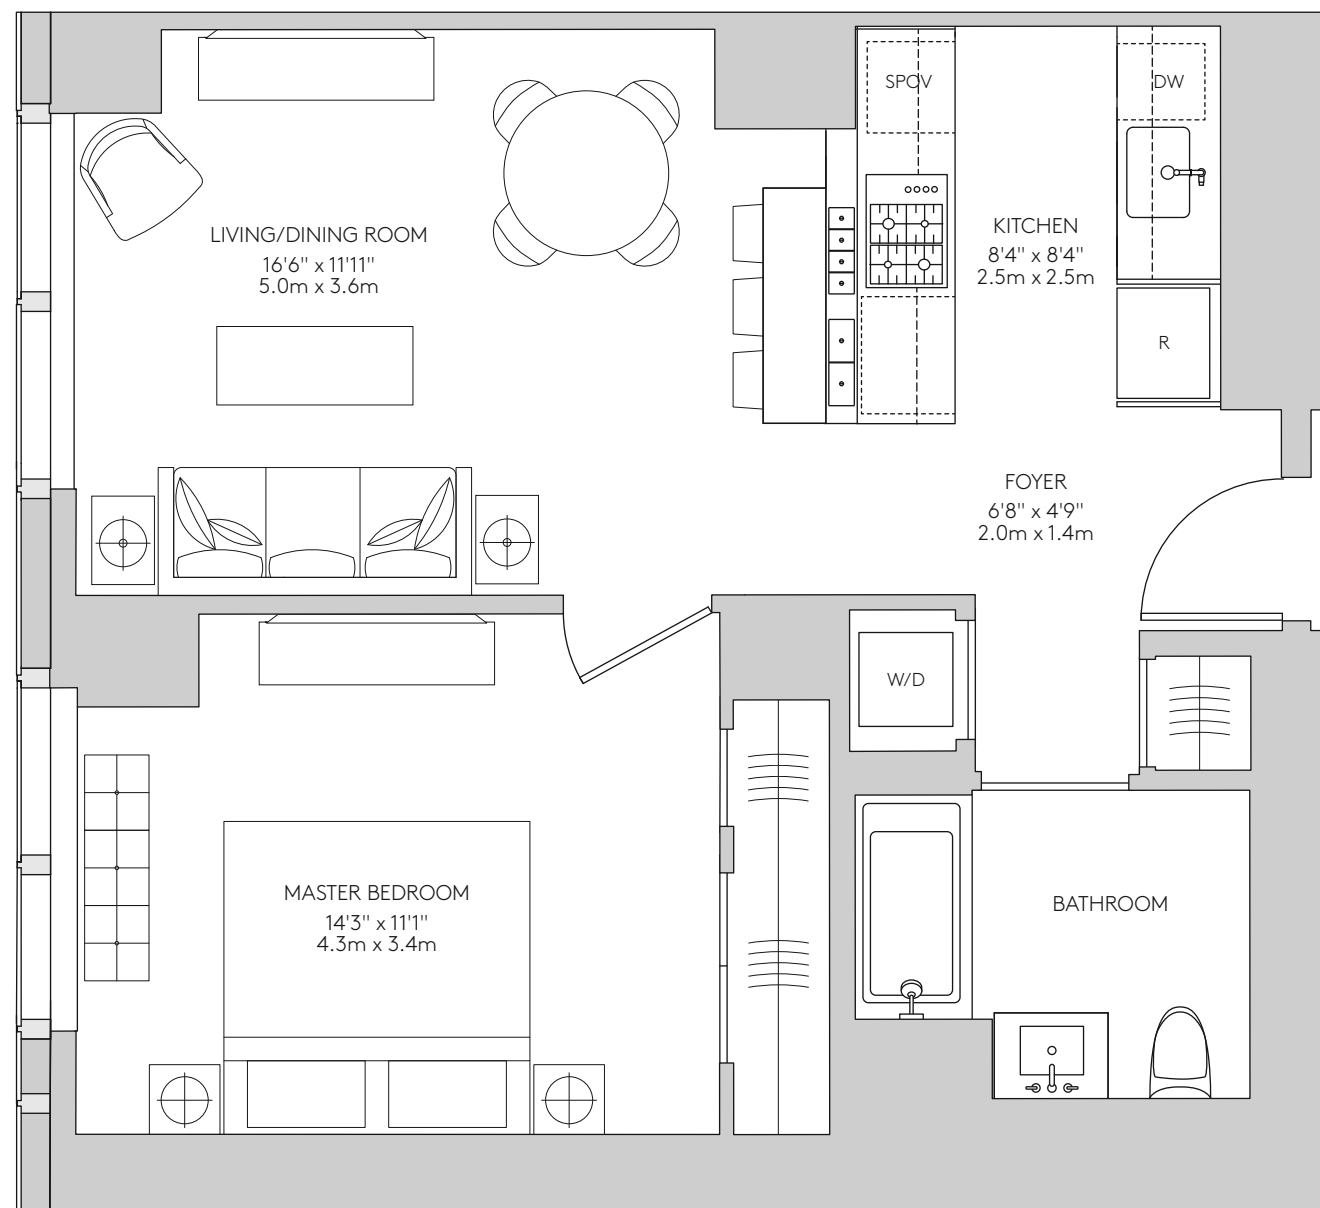 SPOV
DW
LIVING/DINING ROOM
16'6" x 11'11"
5.0m x 3.6m
KITCHEN
8'4" x 8'4"
2.5m x 2.5m
R
FOYER
6'8" x 4'9"
2.0m x 1.4m
W/D
MASTER BEDROOM
14'3" x 11'1"
4.3m x 3.4m
BATHROOM